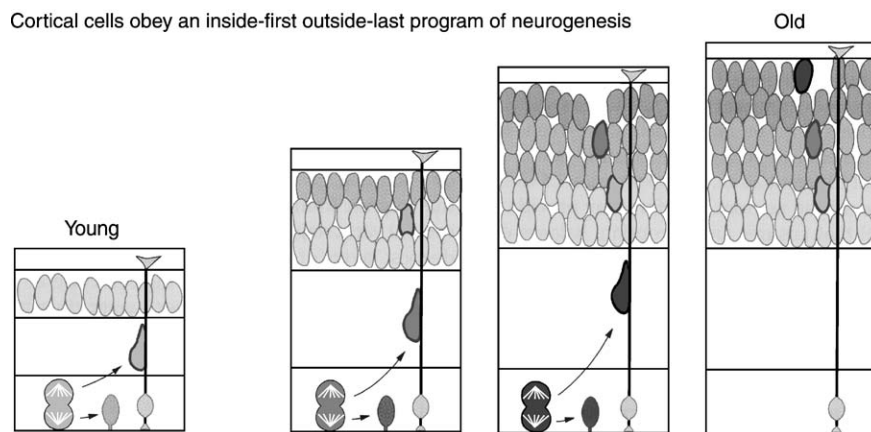 Cortical cells obey an inside-first outside-last program of neurogenesis
Old
Young